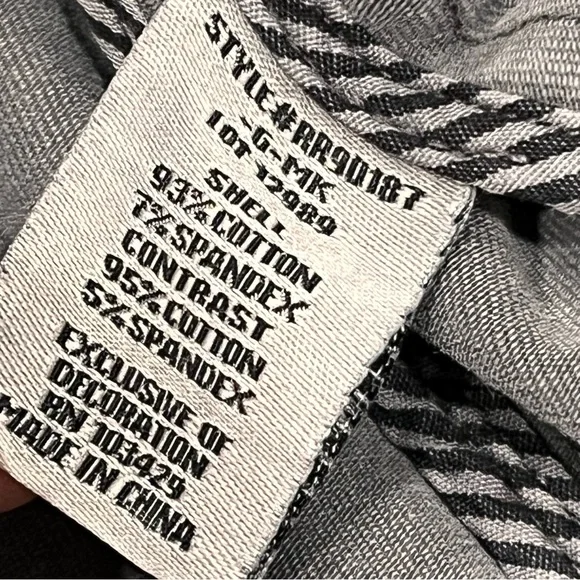 STYLE#RR90187
-G-MK
LOT 12989
SHELL
93%COTTON
7%SPANDEX
CONTRAST
95%COTTON
5%SPANDEX
EXCLUSIVE OF
DECORATION
RN 103429
MADE IN CHINA